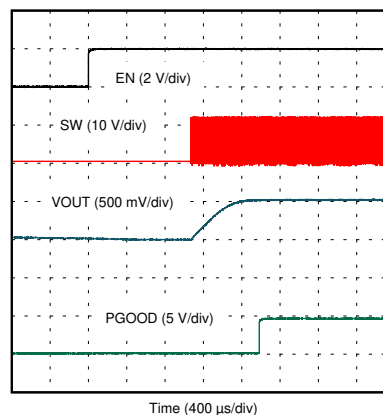 EN (2 V/div)
SW (10 V/div)
VOUT (500 mV/div)
PGOOD (5 V/div)
Time (400 µs/div)